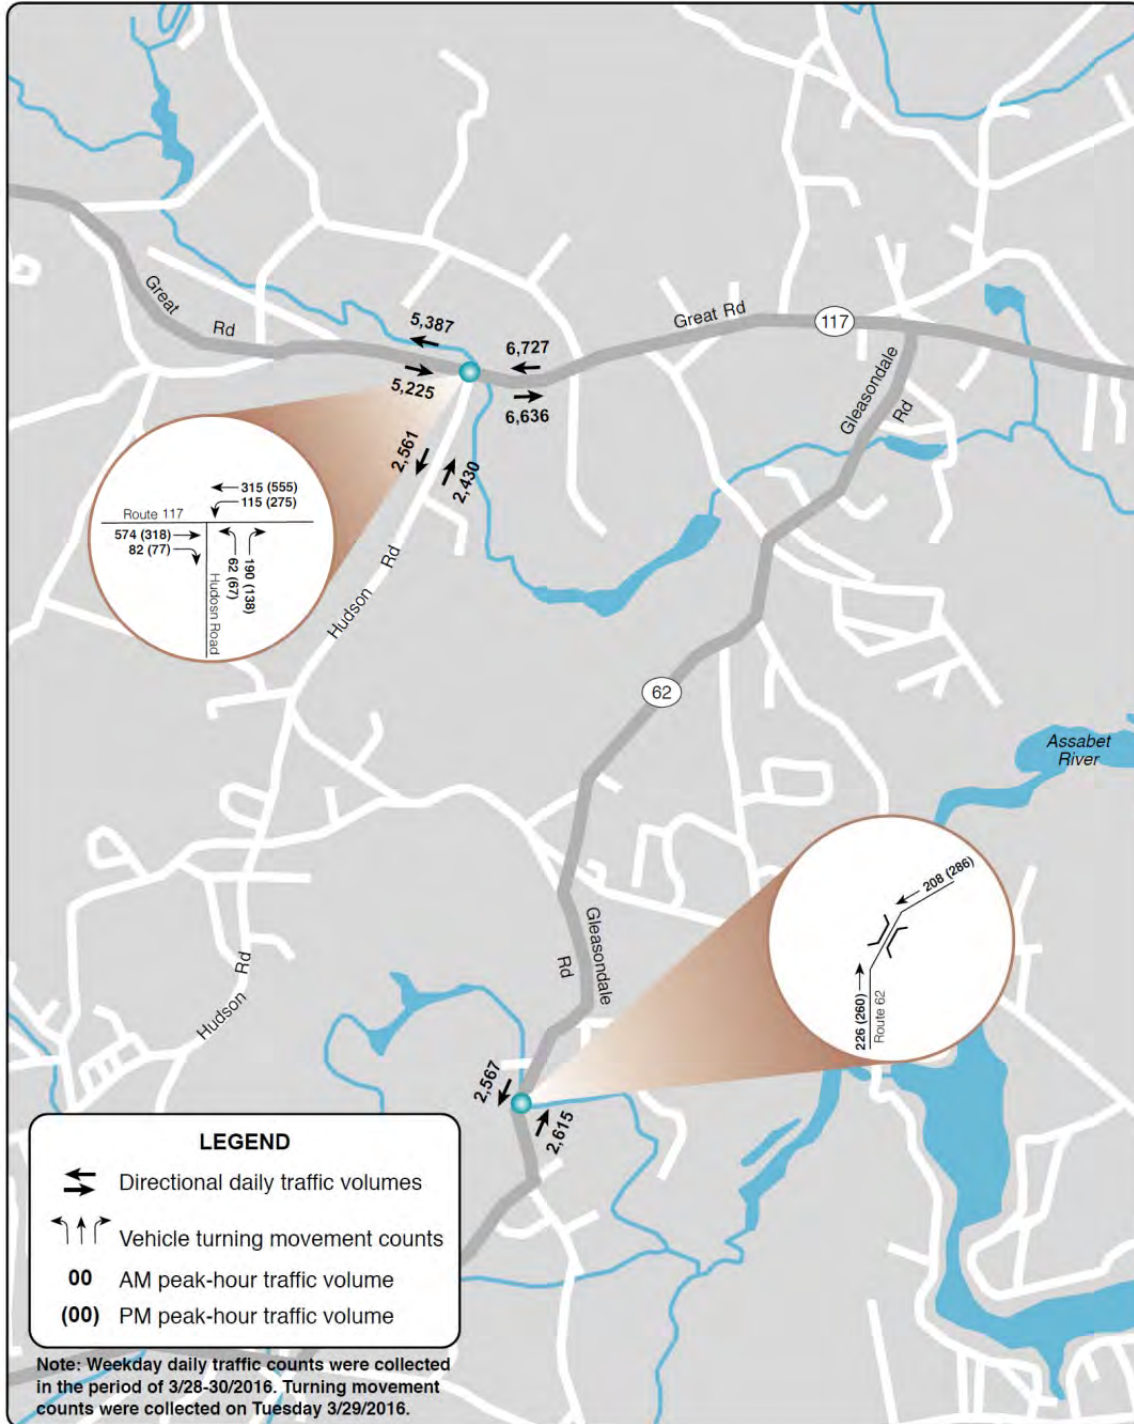 Great
Rd
5,387
5,225
6,727
6,636
Great Rd
117
Gleasondale
Rd
2,561
2,430
315 (555)
115 (275)
Route 117
574 (318)
82 (77)
62 (67)
190 (138)
Hudosn Road
Hudson
Rd
62
Assabet
River
208 (286)
226 (260)
Route 62
Gleasondale
Rd
Hudson
Rd
2,567
2,615
LEGEND
Directional daily traffic volumes
Vehicle turning movement counts
00 AM peak-hour traffic volume
(00) PM peak-hour traffic volume
Note: Weekday daily traffic counts were collected
in the period of 3/28-30/2016. Turning movement
counts were collected on Tuesday 3/29/2016.